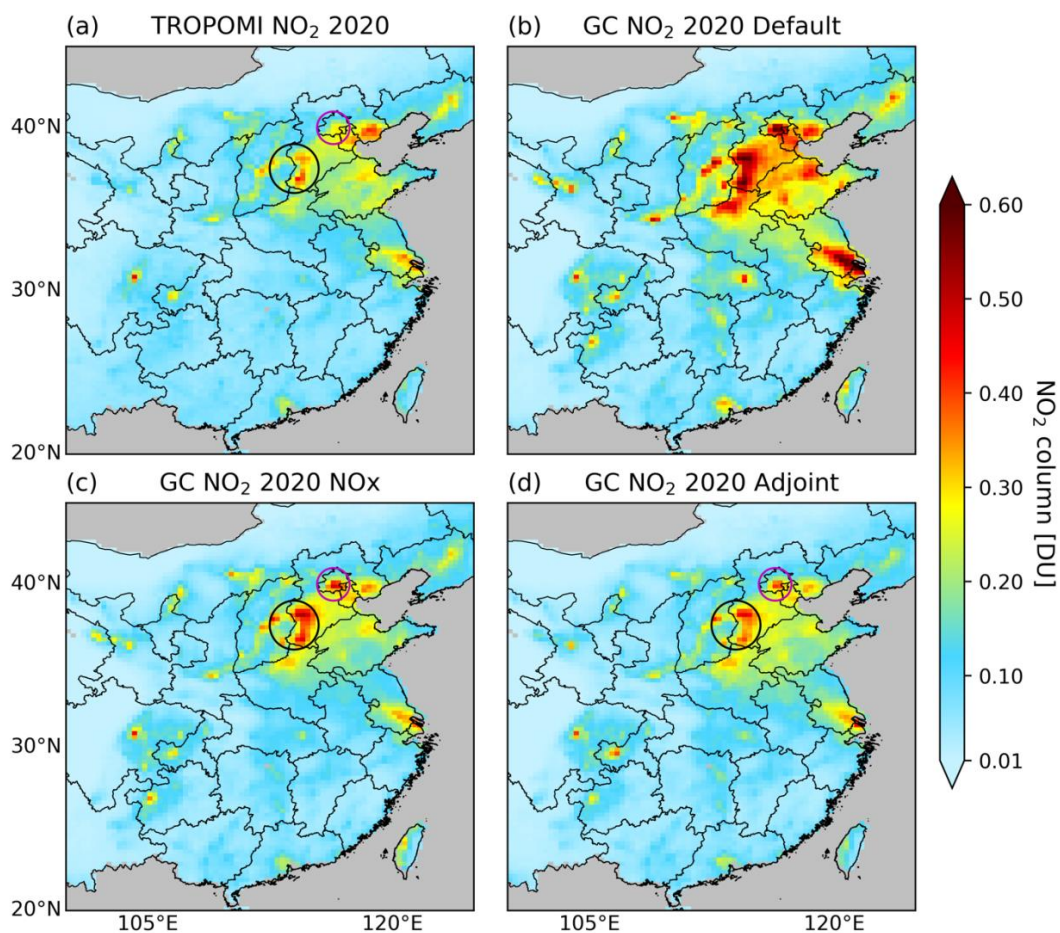 (a) TROPOMI NO₂ 2020
(b) GC NO₂ 2020 Default
40°N
30°N
20°N
(c) GC NO₂ 2020 NOx
(d) GC NO₂ 2020 Adjoint
40°N
30°N
20°N
105°E 120°E
105°E 120°E
0.60
0.50
0.40
0.30
0.20
0.10
0.01
NO₂ column [DU]